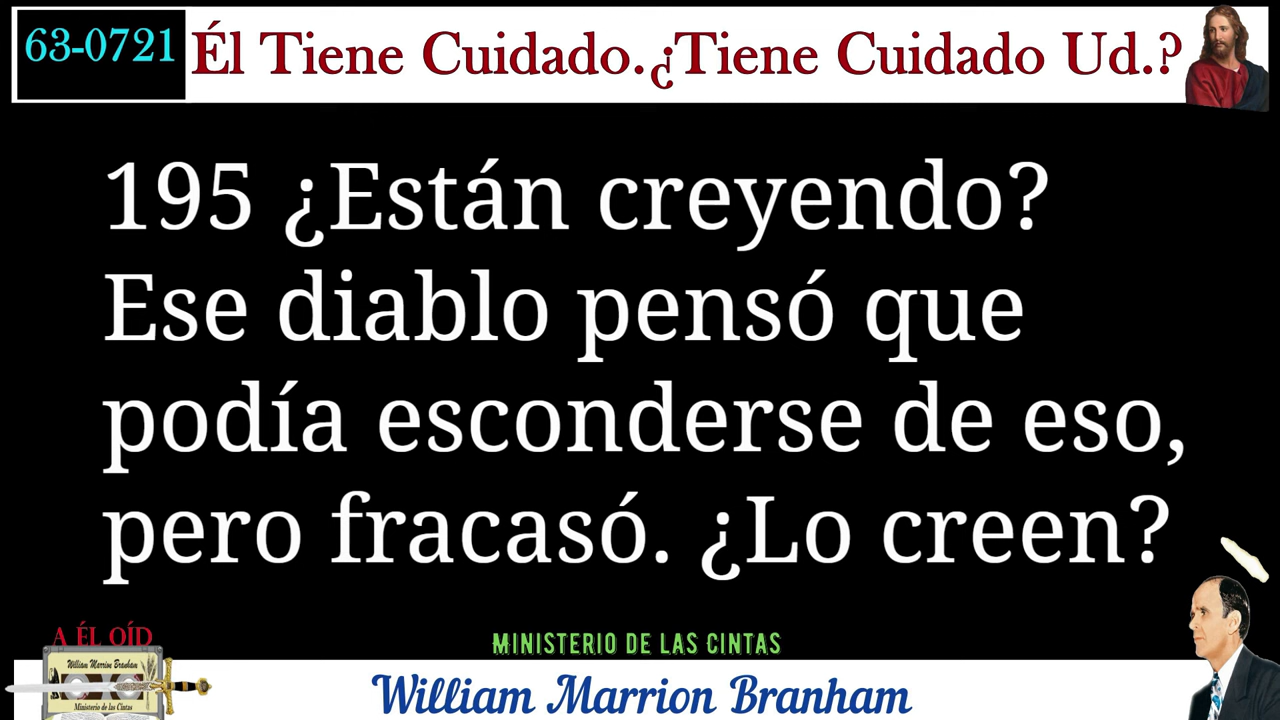 63-0721 Él Tiene Cuidado.¿Tiene Cuidado Ud.?
195 ¿Están creyendo?
Ese diablo pensó que
podía esconderse de eso,
pero fracasó. ¿Lo creen?
A ÉL OÍD
MINISTERIO DE LAS CINTAS
William Marrion Branham
Ministerio de las Cintas
William Marrion Branham